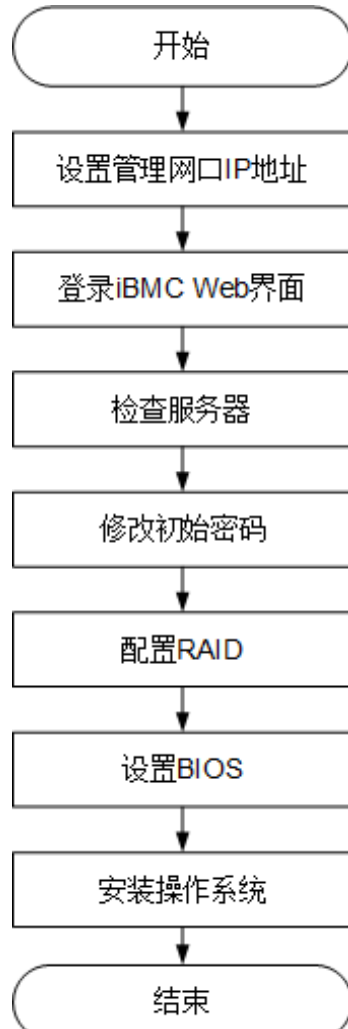 开始
设置管理网口IP地址
登录iBMC Web界面
检查服务器
修改初始密码
配置RAID
设置BIOS
安装操作系统
结束